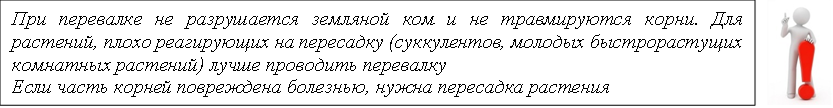 При перевалке не разрушается земляной ком и не травмируются корни. Для
растений, плохо реагирующих на пересадку (суккулентов, молодых быстрорастущих
комнатных растений) лучше проводить перевалку
Если часть корней повреждена болезнью, нужна пересадка растения